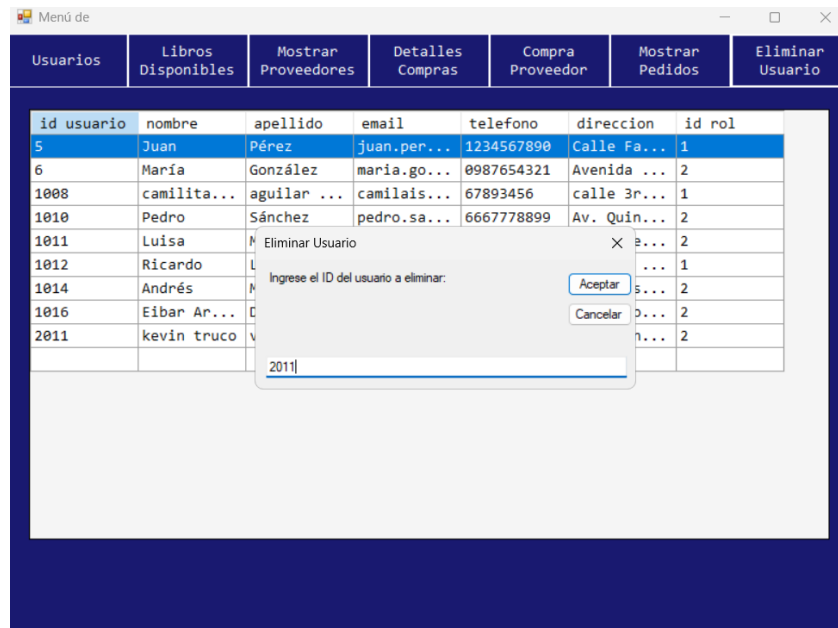 Menú de
Usuarios
Libros
Disponibles
Mostrar
Proveedores
Detalles
Compras
Compra
Proveedor
Mostrar
Pedidos
Eliminar
Usuario
id usuario nombre apellido email telefono direccion id rol
5 Juan Pérez juan.per... 1234567890 Calle Fa... 1
6 María González maria.go... 0987654321 Avenida ... 2
1008 camilita... aguilar ... camilais... 67893456 calle 3r... 1
1010 Pedro Sánchez pedro.sa... 6667778899 Av. Quin... 2
1011 Luisa 2
1012 Ricardo 1
1014 Andrés 2
1016 Eibar Ar... 2
2011 kevin truco 2
Eliminar Usuario
Ingrese el ID del usuario a eliminar:
Aceptar
Cancelar
2011